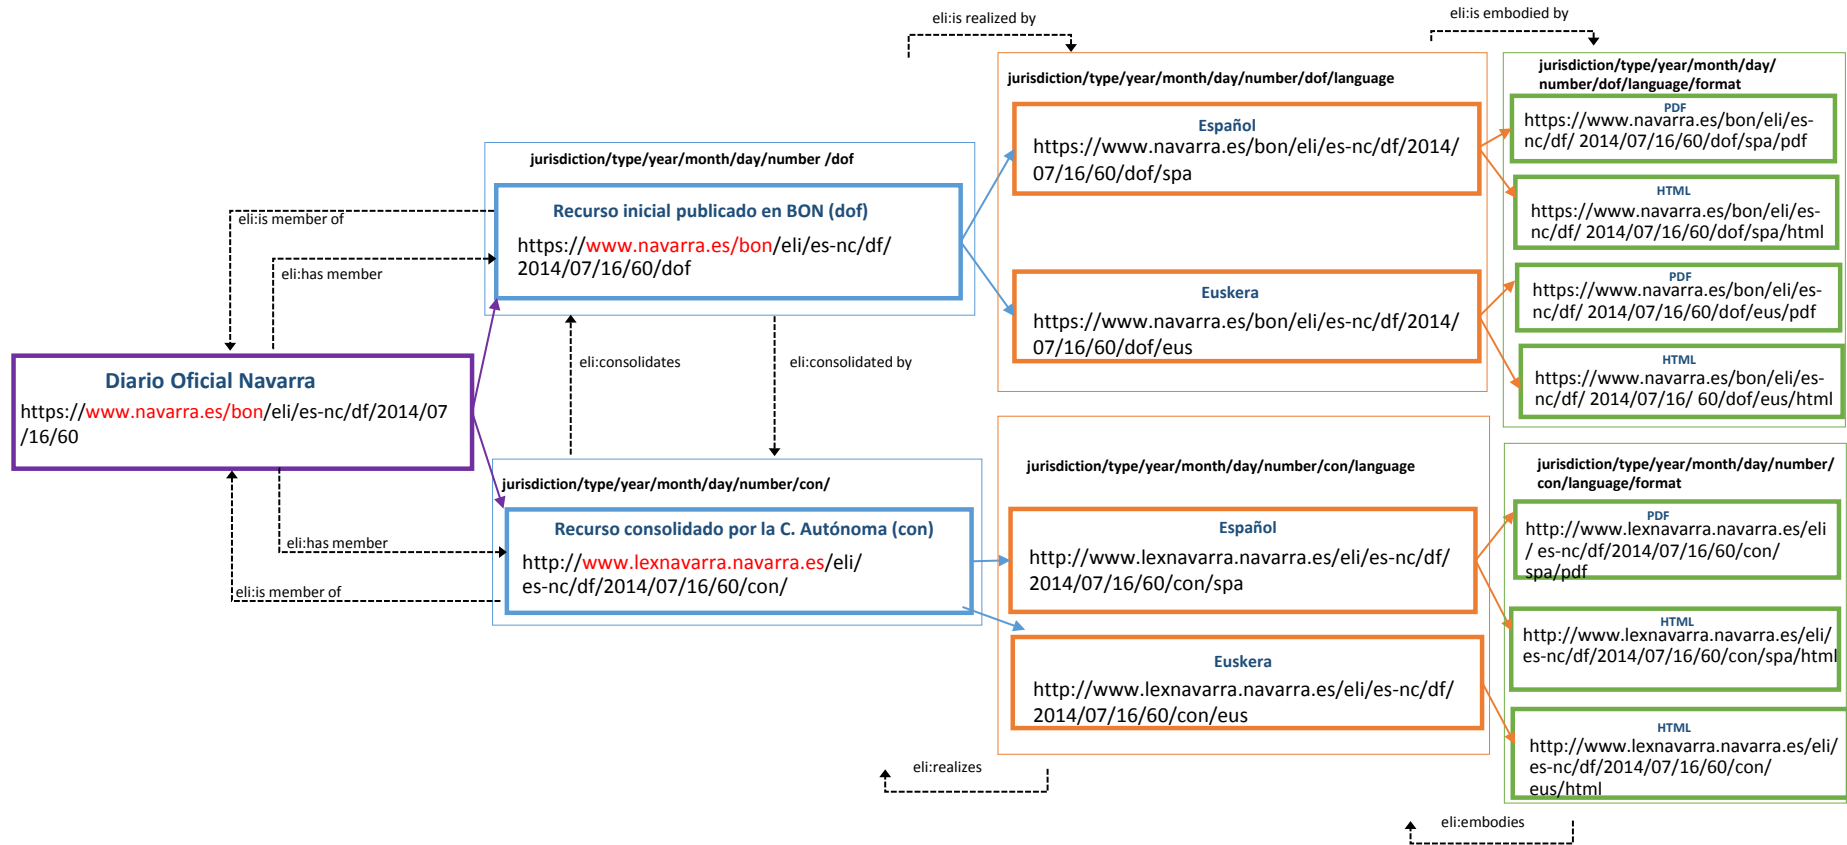 eli:is realized by
eli:is embodied by
jurisdiction/type/year/month/day/number/dof/language
jurisdiction/type/year/month/day/
number/dof/language/format
PDF
https://www.navarra.es/bon/eli/es-
nc/df/ 2014/07/16/60/dof/spa/pdf
Español
https://www.navarra.es/bon/eli/es-nc/df/2014/
07/16/60/dof/spa
jurisdiction/type/year/month/day/number /dof
HTML
https://www.navarra.es/bon/eli/es-
nc/df/ 2014/07/16/60/dof/spa/html
eli:is member of
Recurso inicial publicado en BON (dof)
https://www.navarra.es/bon/eli/es-nc/df/
2014/07/16/60/dof
eli:has member
PDF
https://www.navarra.es/bon/eli/es-
nc/df/ 2014/07/16/60/dof/eus/pdf
Euskera
https://www.navarra.es/bon/eli/es-nc/df/2014/
07/16/60/dof/eus
eli:consolidates
eli:consolidated by
HTML
https://www.navarra.es/bon/eli/es-
nc/df/ 2014/07/16/ 60/dof/eus/html
Diario Oficial Navarra
https://www.navarra.es/bon/eli/es-nc/df/2014/07
/16/60
jurisdiction/type/year/month/day/number/con/language
jurisdiction/type/year/month/day/number/
con/language/format
jurisdiction/type/year/month/day/number/con/
PDF
http://www.lexnavarra.navarra.es/eli
/ es-nc/df/2014/07/16/60/con/
spa/pdf
Recurso consolidado por la C. Autónoma (con)
http://www.lexnavarra.navarra.es/eli/
es-nc/df/2014/07/16/60/con/
eli:has member
eli:is member of
Español
http://www.lexnavarra.navarra.es/eli/es-nc/df/
2014/07/16/60/con/spa
HTML
http://www.lexnavarra.navarra.es/eli/
es-nc/df/2014/07/16/60/con/spa/html
Euskera
http://www.lexnavarra.navarra.es/eli/es-nc/df/
2014/07/16/60/con/eus
HTML
http://www.lexnavarra.navarra.es/eli/
es-nc/df/2014/07/16/60/con/
eus/html
eli:realizes
eli:embodies